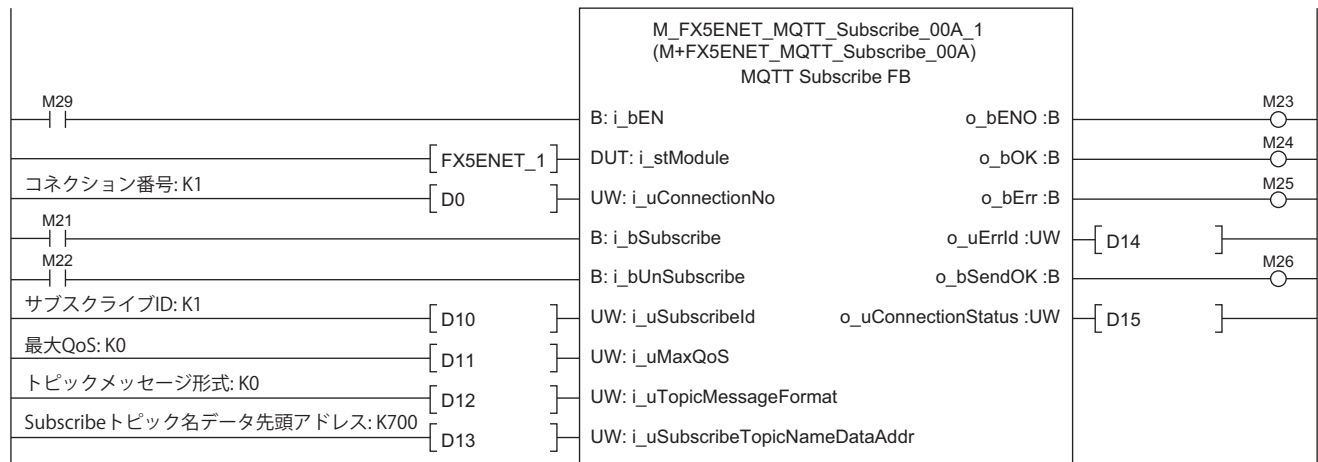 M_FX5ENET_MQTT_Subscribe_00A_1
(M+FX5ENET_MQTT_Subscribe_00A)
MQTT Subscribe FB
M29 B: i_bEN o_bENO :B M23
FX5ENET_1 DUT: i_stModule o_bOK :B M24
コネクション番号: K1
D0 UW: i_uConnectionNo o_bErr :B M25
M21 B: i_bSubscribe o_uErrId :UW D14
M22 B: i_bUnSubscribe o_bSendOK :B M26
サブスクライブID: K1
D10 UW: i_uSubscribeId o_uConnectionStatus :UW D15
最大QoS: K0
D11 UW: i_uMaxQoS
トピックメッセージ形式: K0
D12 UW: i_uTopicMessageFormat
Subscribeトピック名データ先頭アドレス: K700
D13 UW: i_uSubscribeTopicNameDataAddr